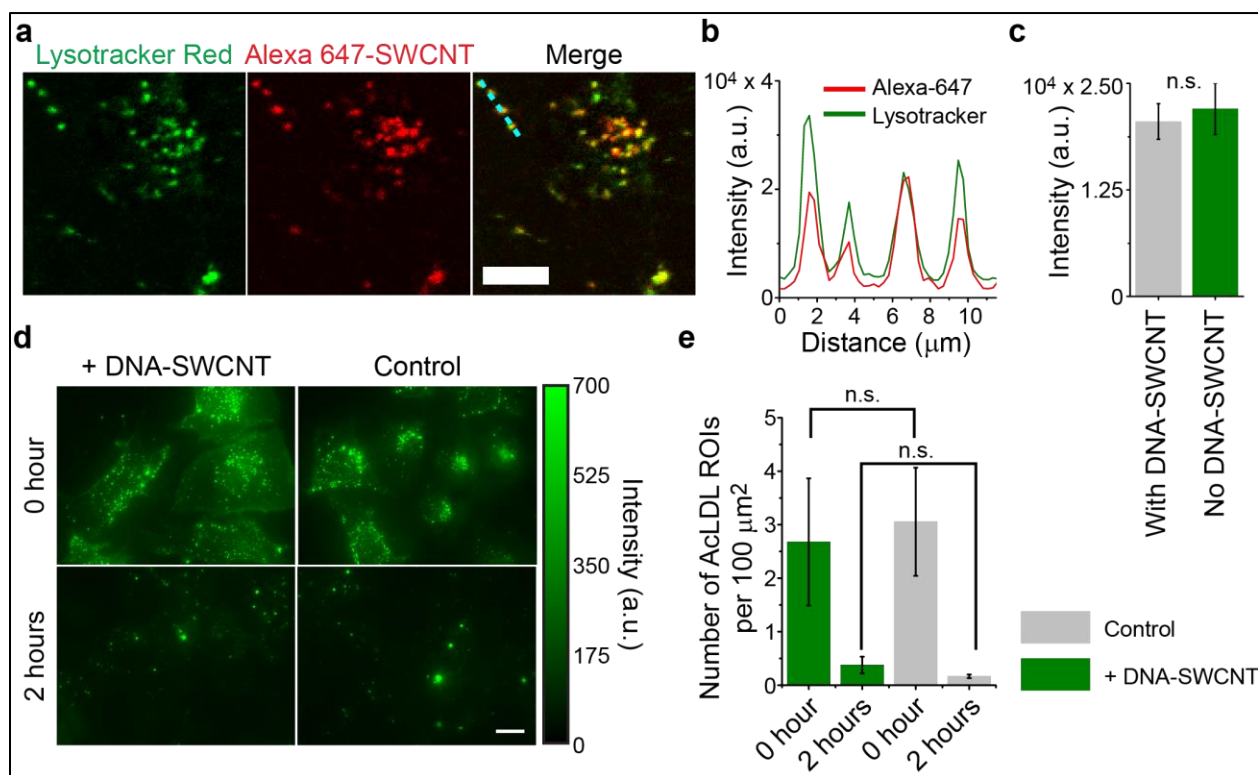 a
Lysotracker Red Alexa 647-SWCNT Merge
b
10⁴ x 4
Alexa-647
Lysotracker
Intensity (a.u.)
2
0
0 2 4 6 8 10
Distance (μm)
c
10⁴ x 2.50
n.s.
Intensity (a.u.)
1.25
0
With DNA-SWCNT
No DNA-SWCNT
d
+ DNA-SWCNT Control
0 hour
2 hours
700
525
350
175
0
Intensity (a.u.)
e
n.s.
n.s.
Number of AcLDL ROIs
per 100 μm²
5
4
3
2
1
0
0 hour
2 hours
0 hour
2 hours
Control
+ DNA-SWCNT